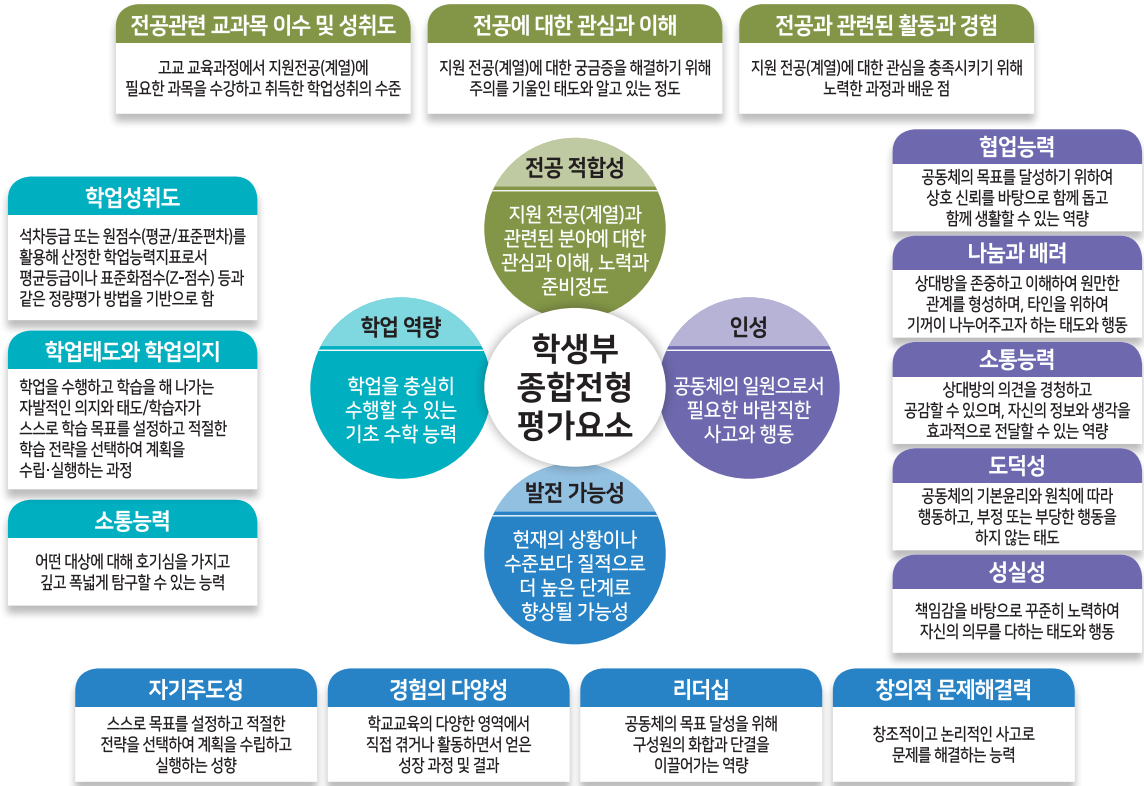 전공관련 교과목 이수 및 성취도
고교 교육과정에서 지원전공(계열)에
필요한 과목을 수강하고 취득한 학업성취의 수준
전공에 대한 관심과 이해
지원 전공(계열)에 대한 궁금증을 해결하기 위해
주의를 기울인 태도와 알고 있는 정도
전공과 관련된 활동과 경험
지원 전공(계열)에 대한 관심을 충족시키기 위해
노력한 과정과 배운 점
학업성취도
석차등급 또는 원점수(평균/표준편차)를
활용해 산정한 학업능력지표로서
평균등급이나 표준화점수(Z-점수) 등과
같은 정량평가 방법을 기반으로 함
학업태도와 학업의지
학업을 수행하고 학습을 해 나가는
자발적인 의지와 태도/학습자가
스스로 학습 목표를 설정하고 적절한
학습 전략을 선택하여 계획을
수립·실행하는 과정
소통능력
어떤 대상에 대해 호기심을 가지고
깊고 폭넓게 탐구할 수 있는 능력
전공 적합성
지원 전공(계열)과
관련된 분야에 대한
관심과 이해, 노력과
준비정도
학업 역량
학업을 충실히
수행할 수 있는
기초 수학 능력
학생부
종합전형
평가요소
인성
공동체의 일원으로서
필요한 바람직한
사고와 행동
발전 가능성
현재의 상황이나
수준보다 질적으로
더 높은 단계로
향상될 가능성
협업능력
공동체의 목표를 달성하기 위하여
상호 신뢰를 바탕으로 함께 돕고
함께 생활할 수 있는 역량
나눔과 배려
상대방을 존중하고 이해하여 원만한
관계를 형성하며, 타인을 위하여
기꺼이 나누어주고자 하는 태도와 행동
소통능력
상대방의 의견을 경청하고
공감할 수 있으며, 자신의 정보와 생각을
효과적으로 전달할 수 있는 역량
도덕성
공동체의 기본윤리와 원칙에 따라
행동하고, 부정 또는 부당한 행동을
하지 않는 태도
성실성
책임감을 바탕으로 꾸준히 노력하여
자신의 의무를 다하는 태도와 행동
자기주도성
스스로 목표를 설정하고 적절한
전략을 선택하여 계획을 수립하고
실행하는 성향
경험의 다양성
학교교육의 다양한 영역에서
직접 겪거나 활동하면서 얻은
성장 과정 및 결과
리더십
공동체의 목표 달성을 위해
구성원의 화합과 단결을
이끌어가는 역량
창의적 문제해결력
창조적이고 논리적인 사고로
문제를 해결하는 능력